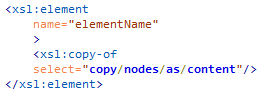 <xsl:element
name="elementName"
>
<xsl:copy-of
select="copy/nodes/as/content"/>
</xsl:element>